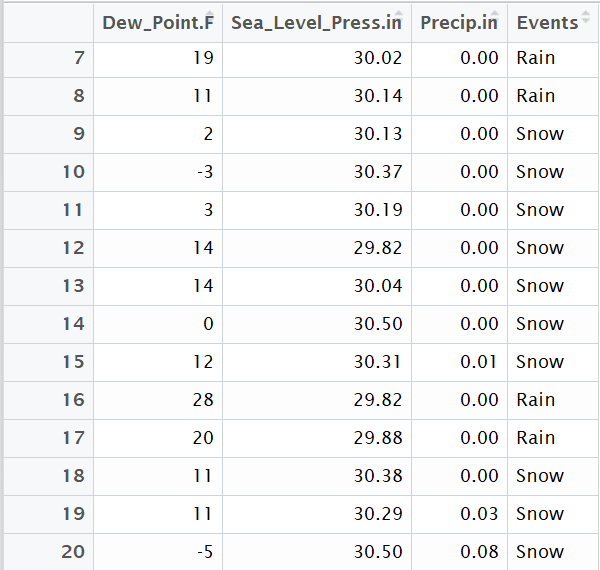 Dew_Point.F Sea_Level_Press.in Precip.in Events
7 19 30.02 0.00 Rain
8 11 30.14 0.00 Rain
9 2 30.13 0.00 Snow
10 -3 30.37 0.00 Snow
11 3 30.19 0.00 Snow
12 14 29.82 0.00 Snow
13 14 30.04 0.00 Snow
14 0 30.50 0.00 Snow
15 12 30.31 0.01 Snow
16 28 29.82 0.00 Rain
17 20 29.88 0.00 Rain
18 11 30.38 0.00 Snow
19 11 30.29 0.03 Snow
20 -5 30.50 0.08 Snow